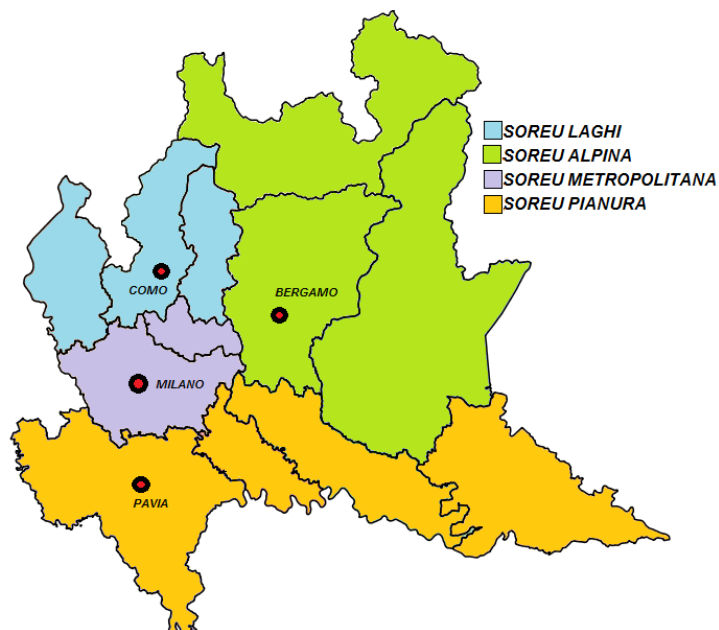 SOREU LAGHI
SOREU ALPINA
SOREU METROPOLITANA
SOREU PIANURA
COMO
BERGAMO
MILANO
PAVIA